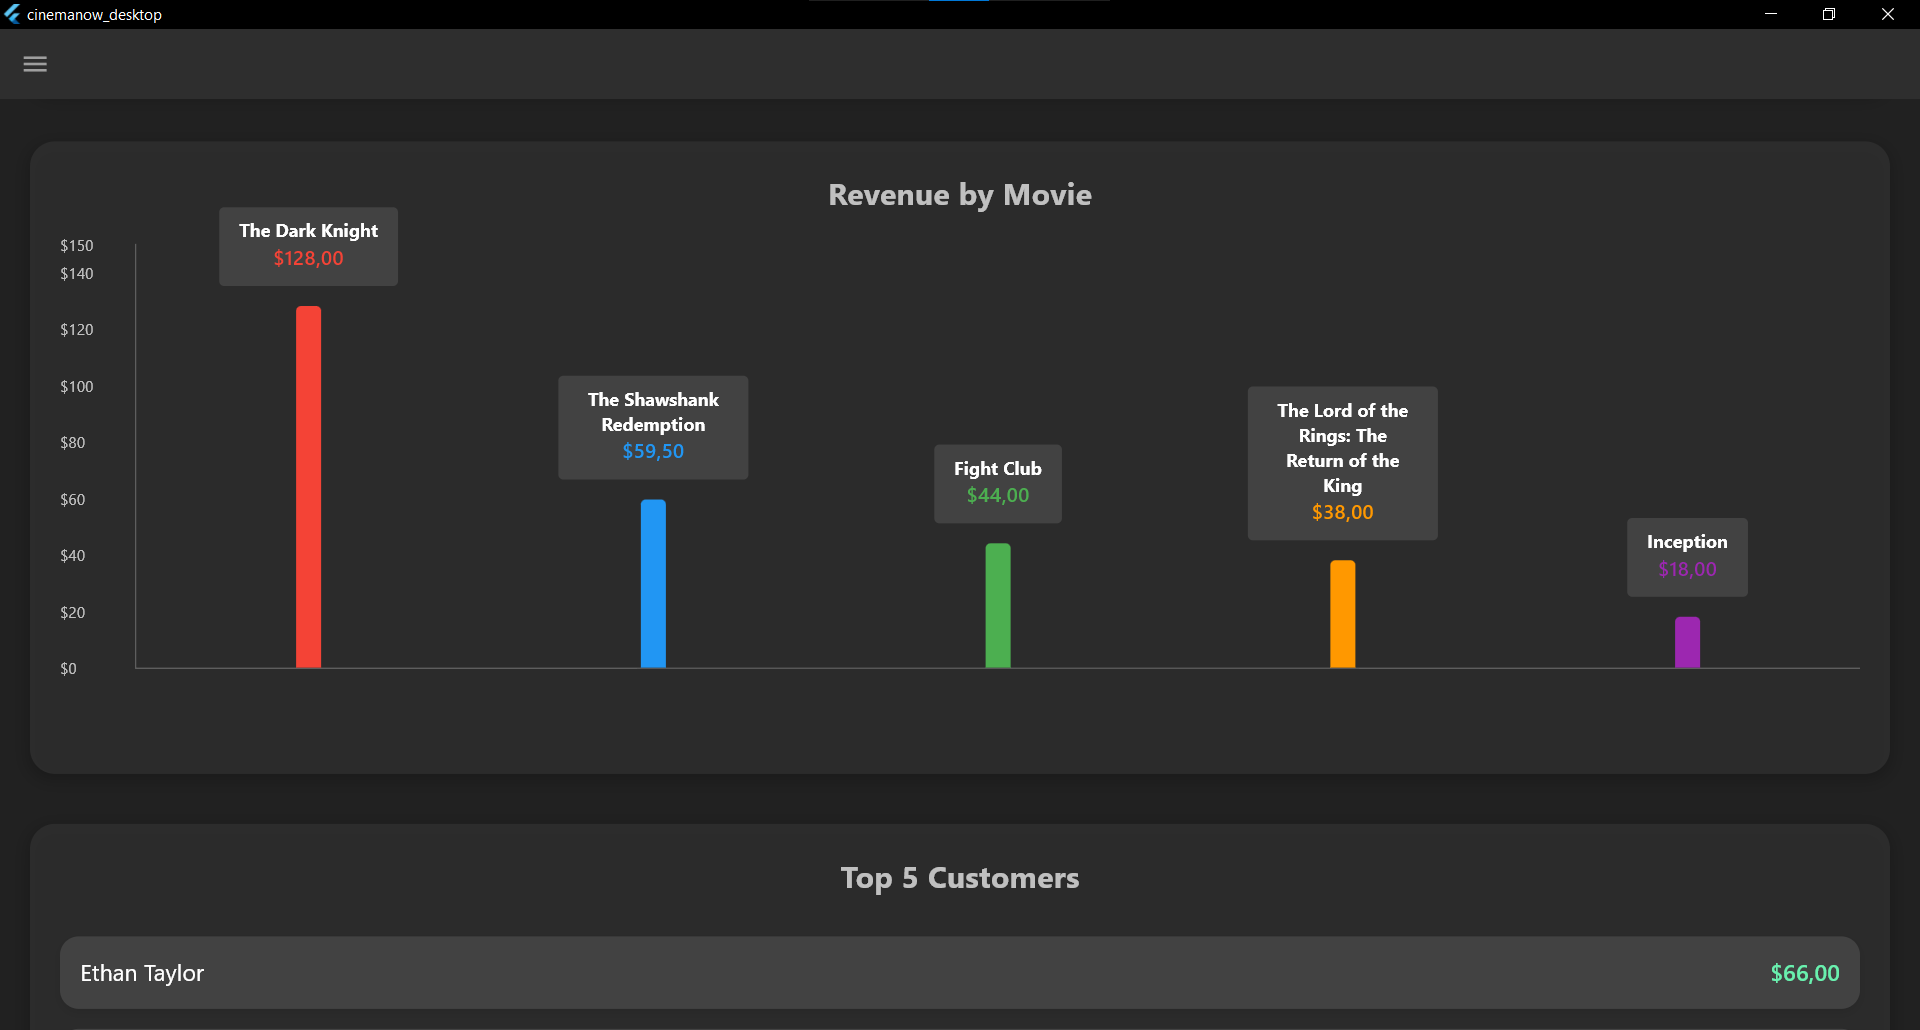 cinemanow_desktop
Revenue by Movie
$150
$140
$120
$100
$80
$60
$40
$20
$0
The Dark Knight
$128,00
The Shawshank
Redemption
$59,50
Fight Club
$44,00
The Lord of the
Rings: The
Return of the
King
$38,00
Inception
$18,00
Top 5 Customers
Ethan Taylor
$66,00